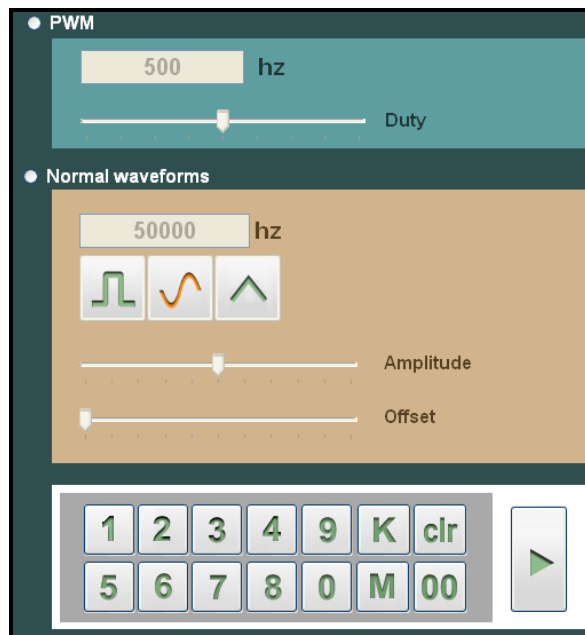 PWM
500 hz
Duty
Normal waveforms
50000 hz
Amplitude
Offset
1 2 3 4 9 K clr
5 6 7 8 0 M 00